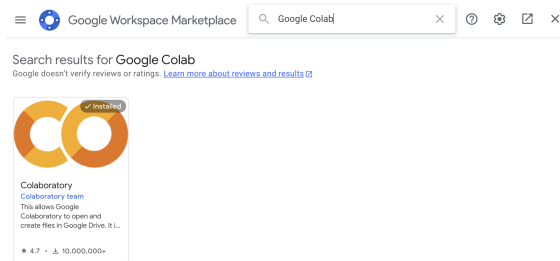 Google Workspace Marketplace
Google Colab
Search results for Google Colab
Google doesn't verify reviews or ratings. Learn more about reviews and results
Installed
Colaboratory
Colaboratory team
This allows Google
Colaboratory to open and
create files in Google Drive. It i...
4.7 • 10,000,000+